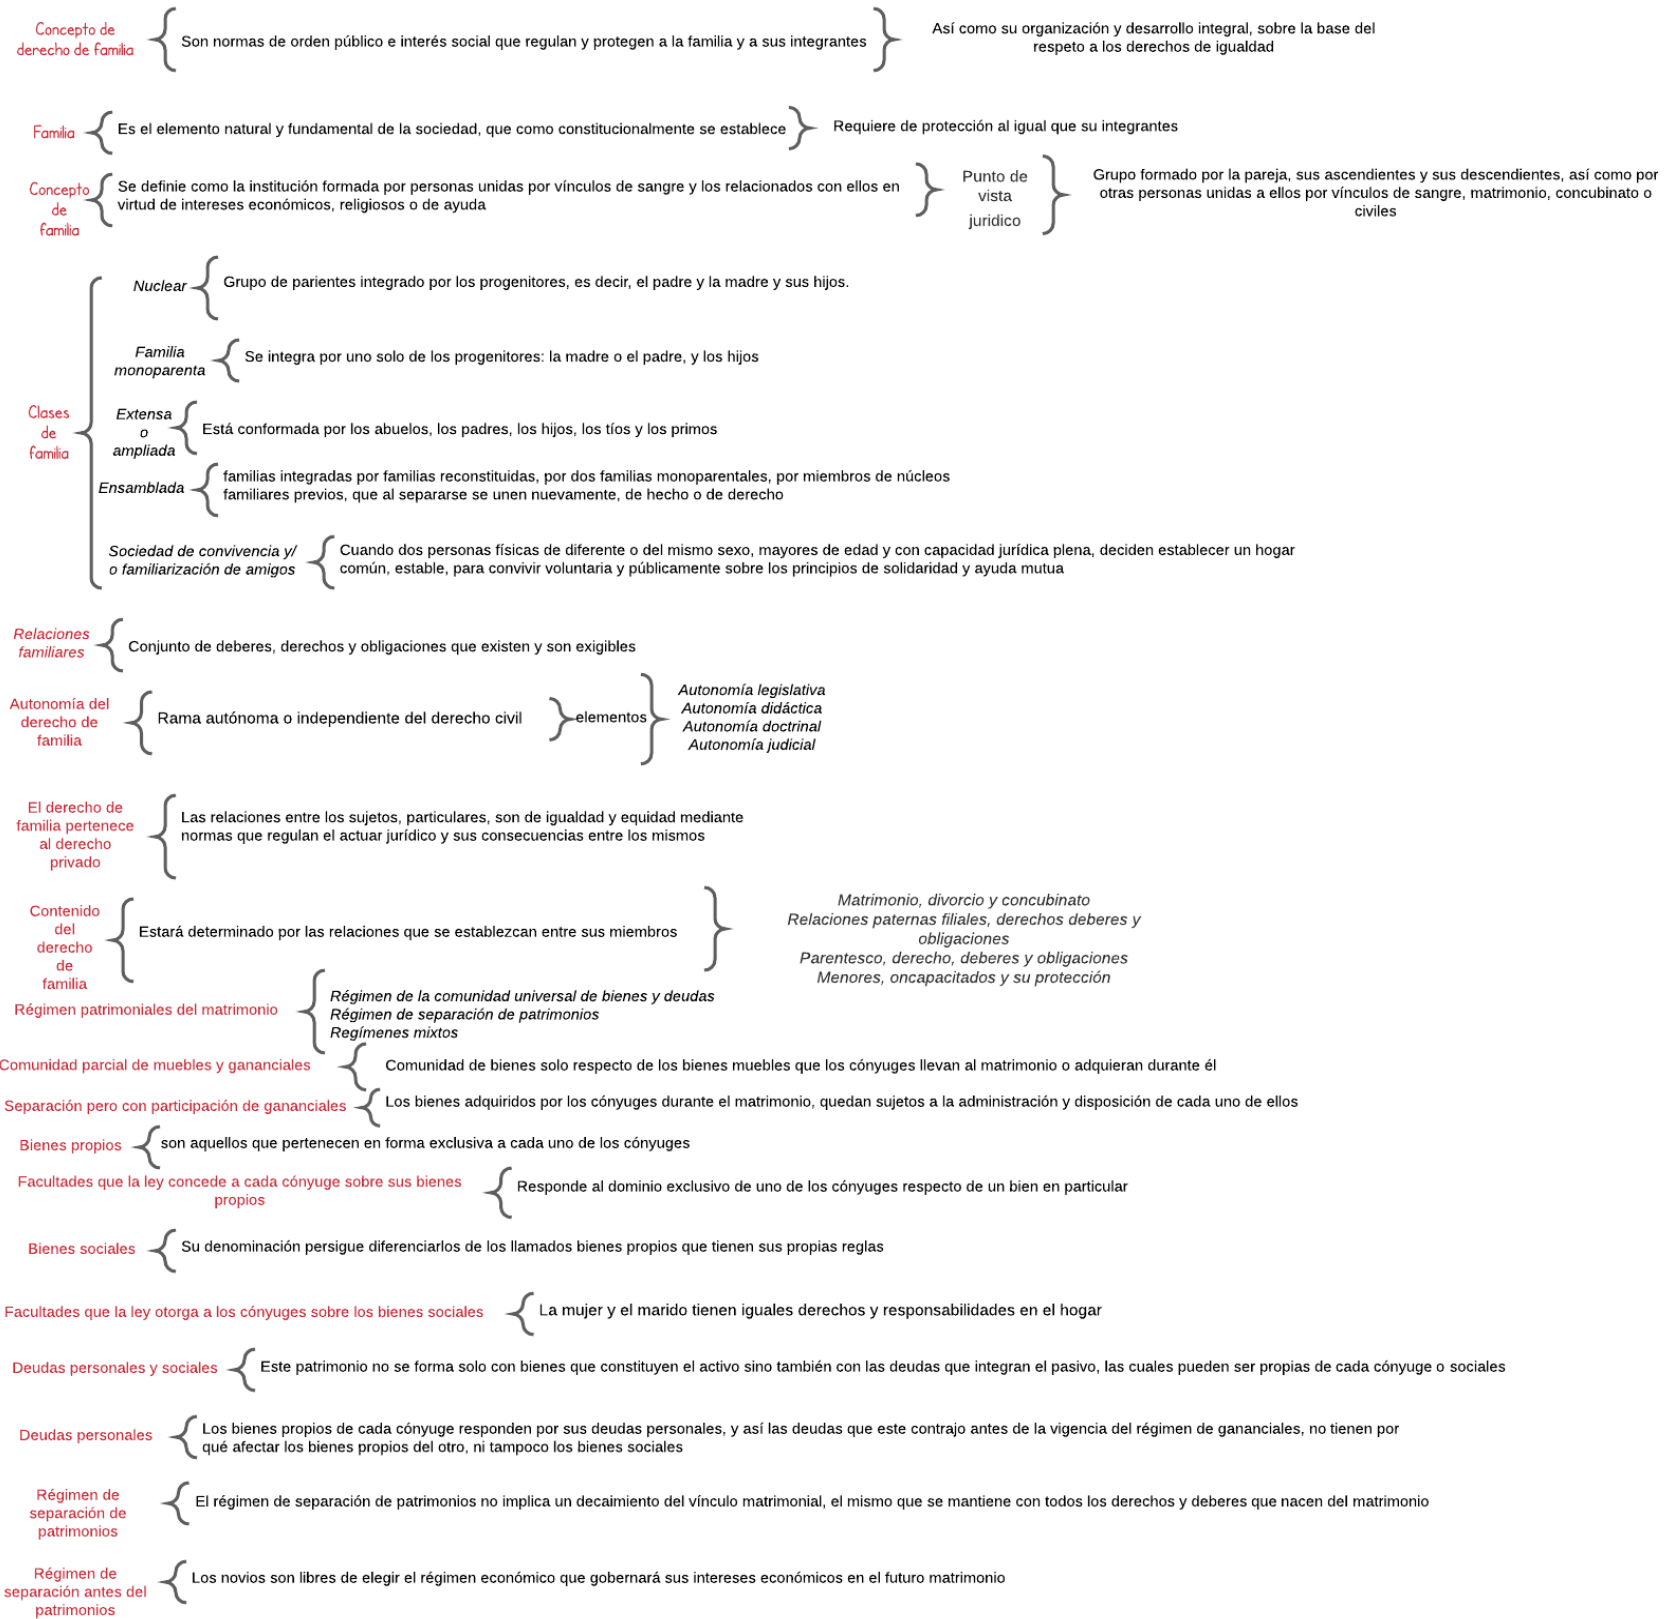 Concepto de
derecho de familia
Son normas de orden público e interés social que regulan y protegen a la familia y a sus integrantes
Así como su organización y desarrollo integral, sobre la base del
respeto a los derechos de igualdad
Familia
Es el elemento natural y fundamental de la sociedad, que como constitucionalmente se establece
Requiere de protección al igual que su integrantes
Concepto
de
familia
Se definie como la institución formada por personas unidas por vínculos de sangre y los relacionados con ellos en
virtud de intereses económicos, religiosos o de ayuda
Punto de
vista
juridico
Grupo formado por la pareja, sus ascendientes y sus descendientes, así como por
otras personas unidas a ellos por vínculos de sangre, matrimonio, concubinato o
civiles
Clases
de
familia
Nuclear
Grupo de parientes integrado por los progenitores, es decir, el padre y la madre y sus hijos.
Familia
monoparenta
Se integra por uno solo de los progenitores: la madre o el padre, y los hijos
Extensa
o
ampliada
Está conformada por los abuelos, los padres, los hijos, los tíos y los primos
Ensamblada
familias integradas por familias reconstituidas, por dos familias monoparentales, por miembros de núcleos
familiares previos, que al separarse se unen nuevamente, de hecho o de derecho
Sociedad de convivencia y/
o familiarización de amigos
Cuando dos personas físicas de diferente o del mismo sexo, mayores de edad y con capacidad jurídica plena, deciden establecer un hogar
común, estable, para convivir voluntaria y públicamente sobre los principios de solidaridad y ayuda mutua
Relaciones
familiares
Conjunto de deberes, derechos y obligaciones que existen y son exigibles
Autonomía del
derecho de
familia
Rama autónoma o independiente del derecho civil
elementos
Autonomía legislativa
Autonomía didáctica
Autonomía doctrinal
Autonomía judicial
El derecho de
familia pertenece
al derecho
privado
Las relaciones entre los sujetos, particulares, son de igualdad y equidad mediante
normas que regulan el actuar jurídico y sus consecuencias entre los mismos
Contenido
del
derecho
de
familia
Estará determinado por las relaciones que se establezcan entre sus miembros
Matrimonio, divorcio y concubinato
Relaciones paternas filiales, derechos deberes y
obligaciones
Parentesco, derecho, deberes y obligaciones
Menores, oncapacitados y su protección
Régimen patrimoniales del matrimonio
Régimen de la comunidad universal de bienes y deudas
Régimen de separación de patrimonios
Regímenes mixtos
Comunidad parcial de muebles y gananciales
Comunidad de bienes solo respecto de los bienes muebles que los cónyuges llevan al matrimonio o adquieran durante él
Separación pero con participación de gananciales
Los bienes adquiridos por los cónyuges durante el matrimonio, quedan sujetos a la administración y disposición de cada uno de ellos
Bienes propios
son aquellos que pertenecen en forma exclusiva a cada uno de los cónyuges
Facultades que la ley concede a cada cónyuge sobre sus bienes
propios
Responde al dominio exclusivo de uno de los cónyuges respecto de un bien en particular
Bienes sociales
Su denominación persigue diferenciarlos de los llamados bienes propios que tienen sus propias reglas
Facultades que la ley otorga a los cónyuges sobre los bienes sociales
La mujer y el marido tienen iguales derechos y responsabilidades en el hogar
Deudas personales y sociales
Este patrimonio no se forma solo con bienes que constituyen el activo sino también con las deudas que integran el pasivo, las cuales pueden ser propias de cada cónyuge o sociales
Deudas personales
Los bienes propios de cada cónyuge responden por sus deudas personales, y así las deudas que este contrajo antes de la vigencia del régimen de gananciales, no tienen por
qué afectar los bienes propios del otro, ni tampoco los bienes sociales
Régimen de
separación de
patrimonios
El régimen de separación de patrimonios no implica un decaimiento del vínculo matrimonial, el mismo que se mantiene con todos los derechos y deberes que nacen del matrimonio
Régimen de
separación antes del
patrimonios
Los novios son libres de elegir el régimen económico que gobernará sus intereses económicos en el futuro matrimonio